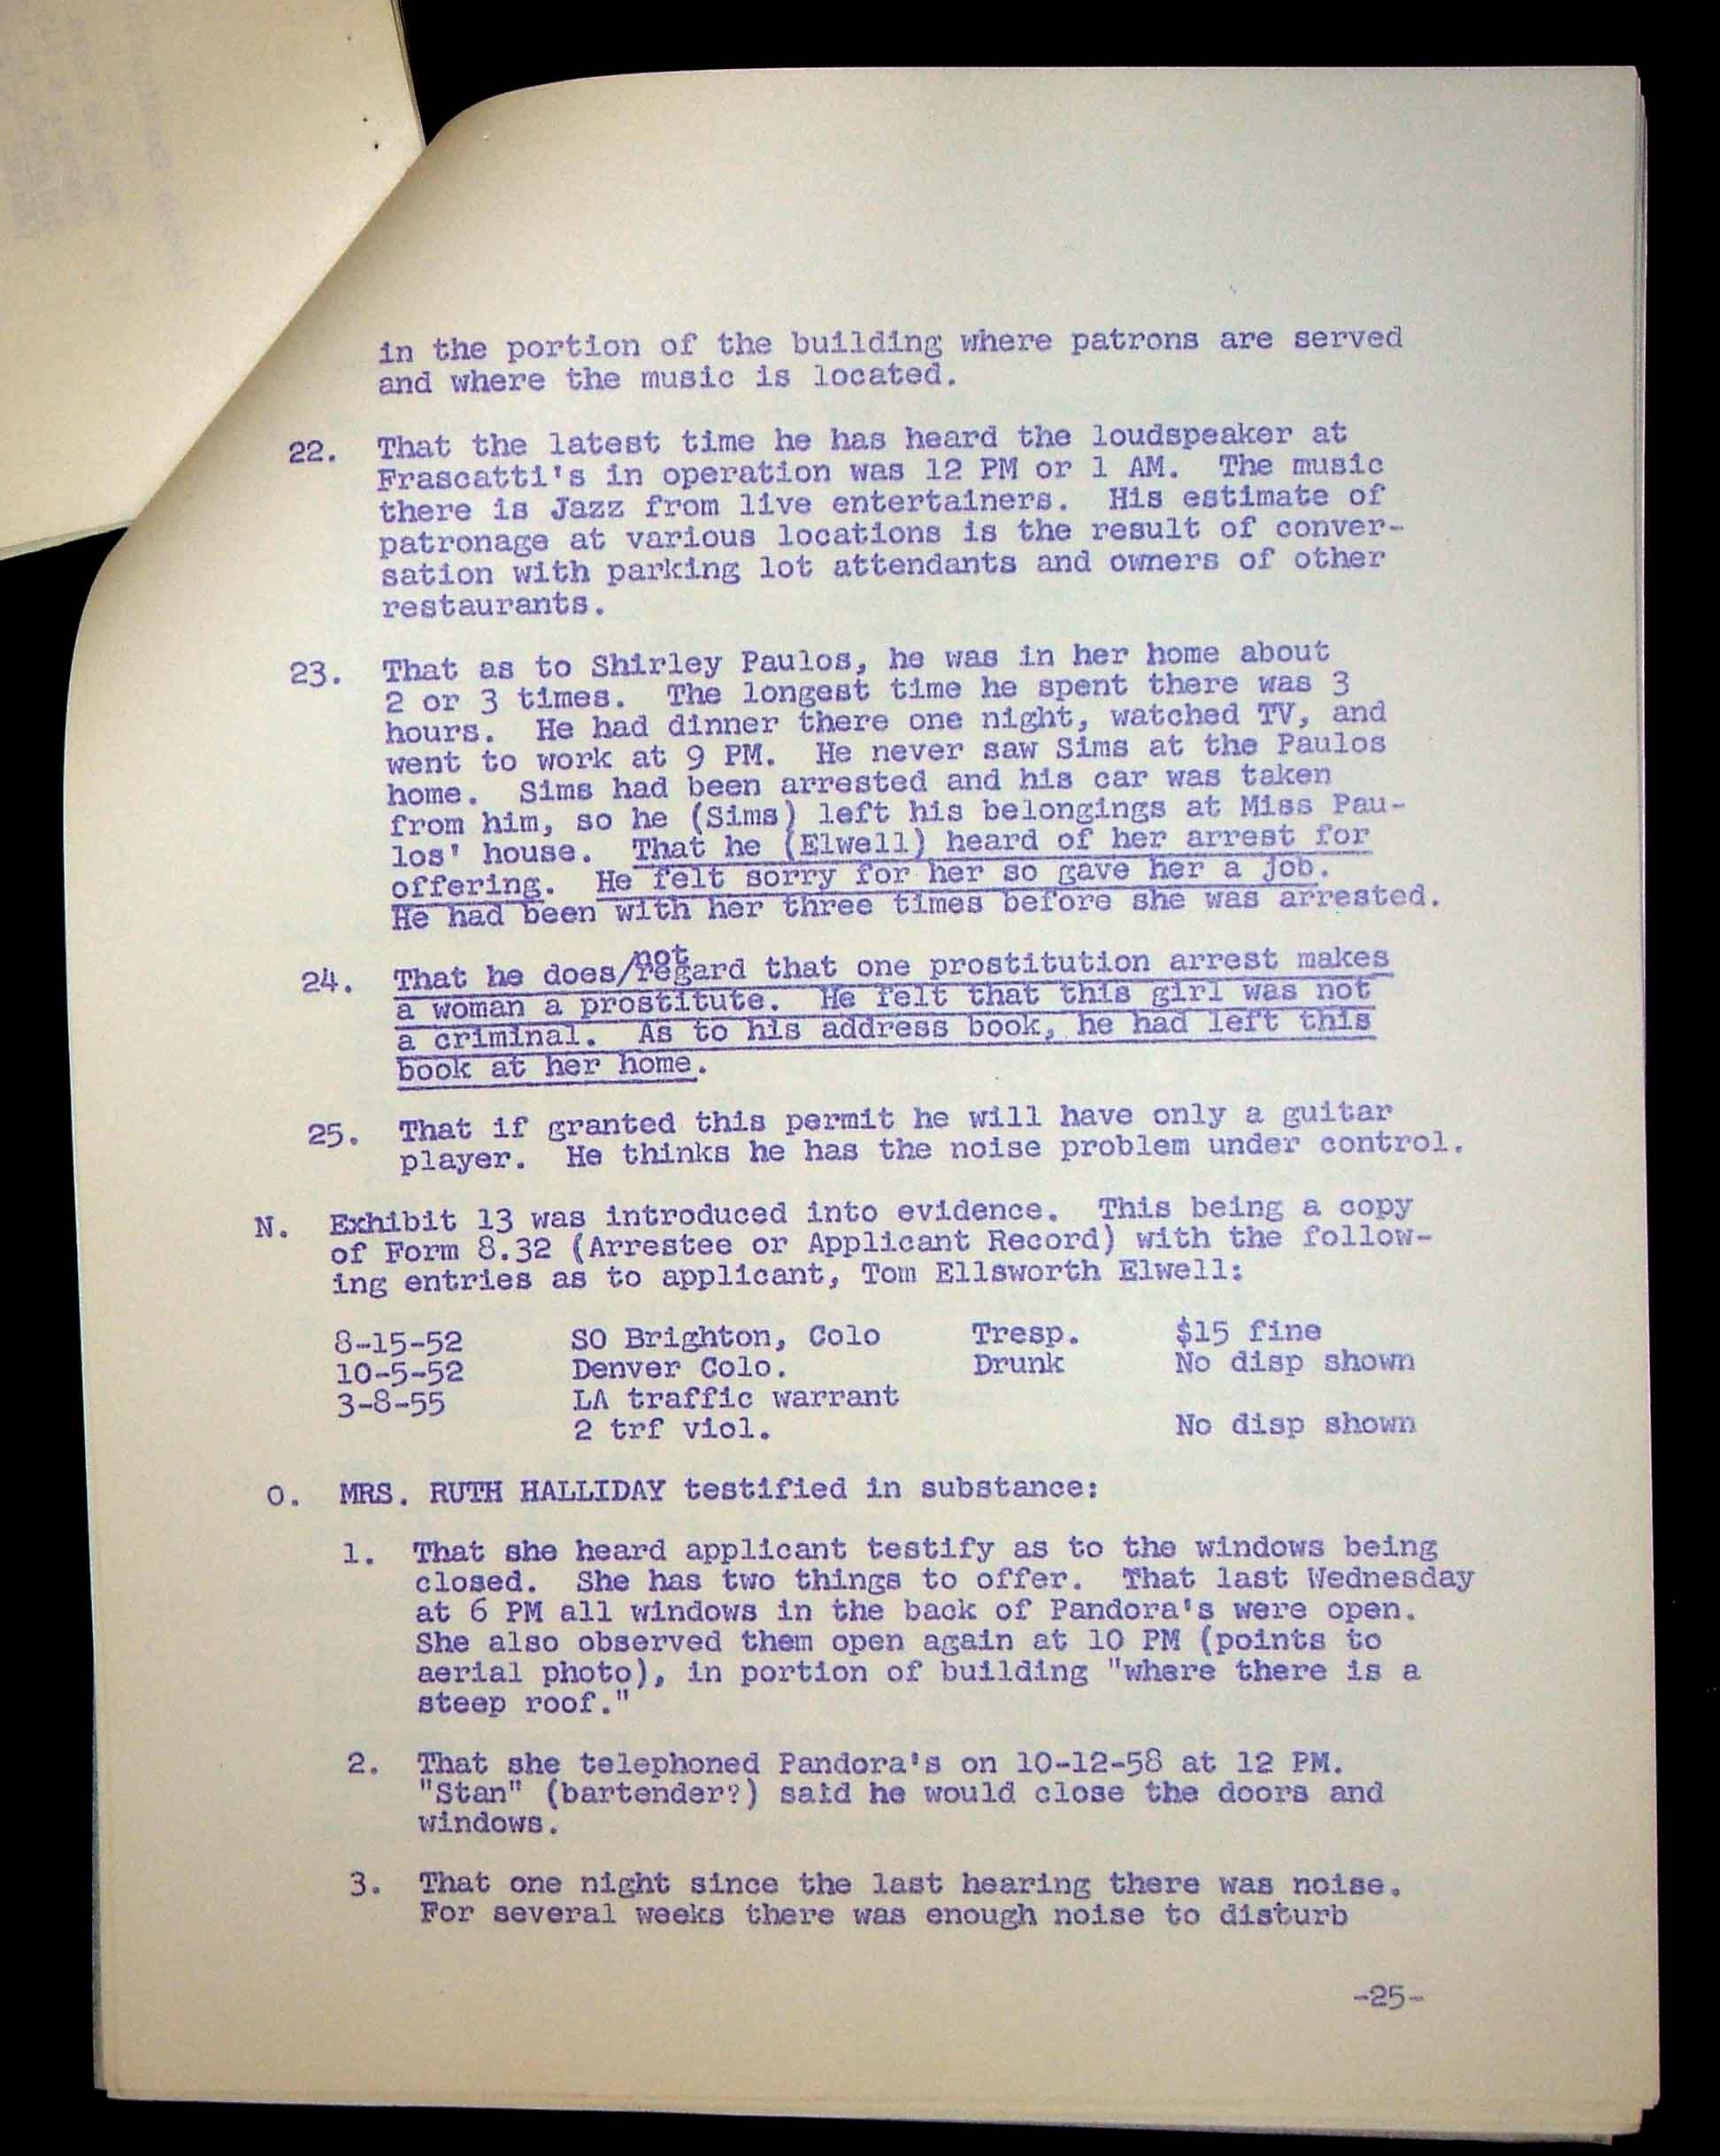 in the portion of the building where patrons are served
and where the music is located.
22. That the latest time he has heard the loudspeaker at
Frascatti's in operation was 12 PM or 1 AM. The music
there is Jazz from live entertainers. His estimate of
patronage at various locations is the result of conver-
sation with parking lot attendants and owners of other
restaurants.
23. That as to Shirley Paulos, he was in her home about
2 or 3 times. The longest time he spent there was 3
hours. He had dinner there one night, watched TV, and
went to work at 9 PM. He never saw Sims at the Paulos
home. Sims had been arrested and his car was taken
from him, so he (Sims) left his belongings at Miss Pau-
los' house. That he (Elwell) heard of her arrest for
offering. He felt sorry for her so gave her a job.
He had been with her three times before she was arrested.
not
24. That he does/regard that one prostitution arrest makes
a woman a prostitute. He felt that this girl was not
a criminal. As to his address book, he had left this
book at her home.
25. That if granted this permit he will have only a guitar
player. He thinks he has the noise problem under control.
N. Exhibit 13 was introduced into evidence. This being a copy
of Form 8.32 (Arrestee or Applicant Record) with the follow-
ing entries as to applicant, Tom Ellsworth Elwell:
8-15-52 SO Brighton, Colo Tresp. $15 fine
10-5-52 Denver Colo. Drunk No disp shown
3-8-55 LA traffic warrant
2 trf viol. No disp shown
O. MRS. RUTH HALLIDAY testified in substance:
1. That she heard applicant testify as to the windows being
closed. She has two things to offer. That last Wednesday
at 6 PM all windows in the back of Pandora's were open.
She also observed them open again at 10 PM (points to
aerial photo), in portion of building "where there is a
steep roof."
2. That she telephoned Pandora's on 10-12-58 at 12 PM.
"Stan" (bartender?) said he would close the doors and
windows.
3. That one night since the last hearing there was noise.
For several weeks there was enough noise to disturb
-25-